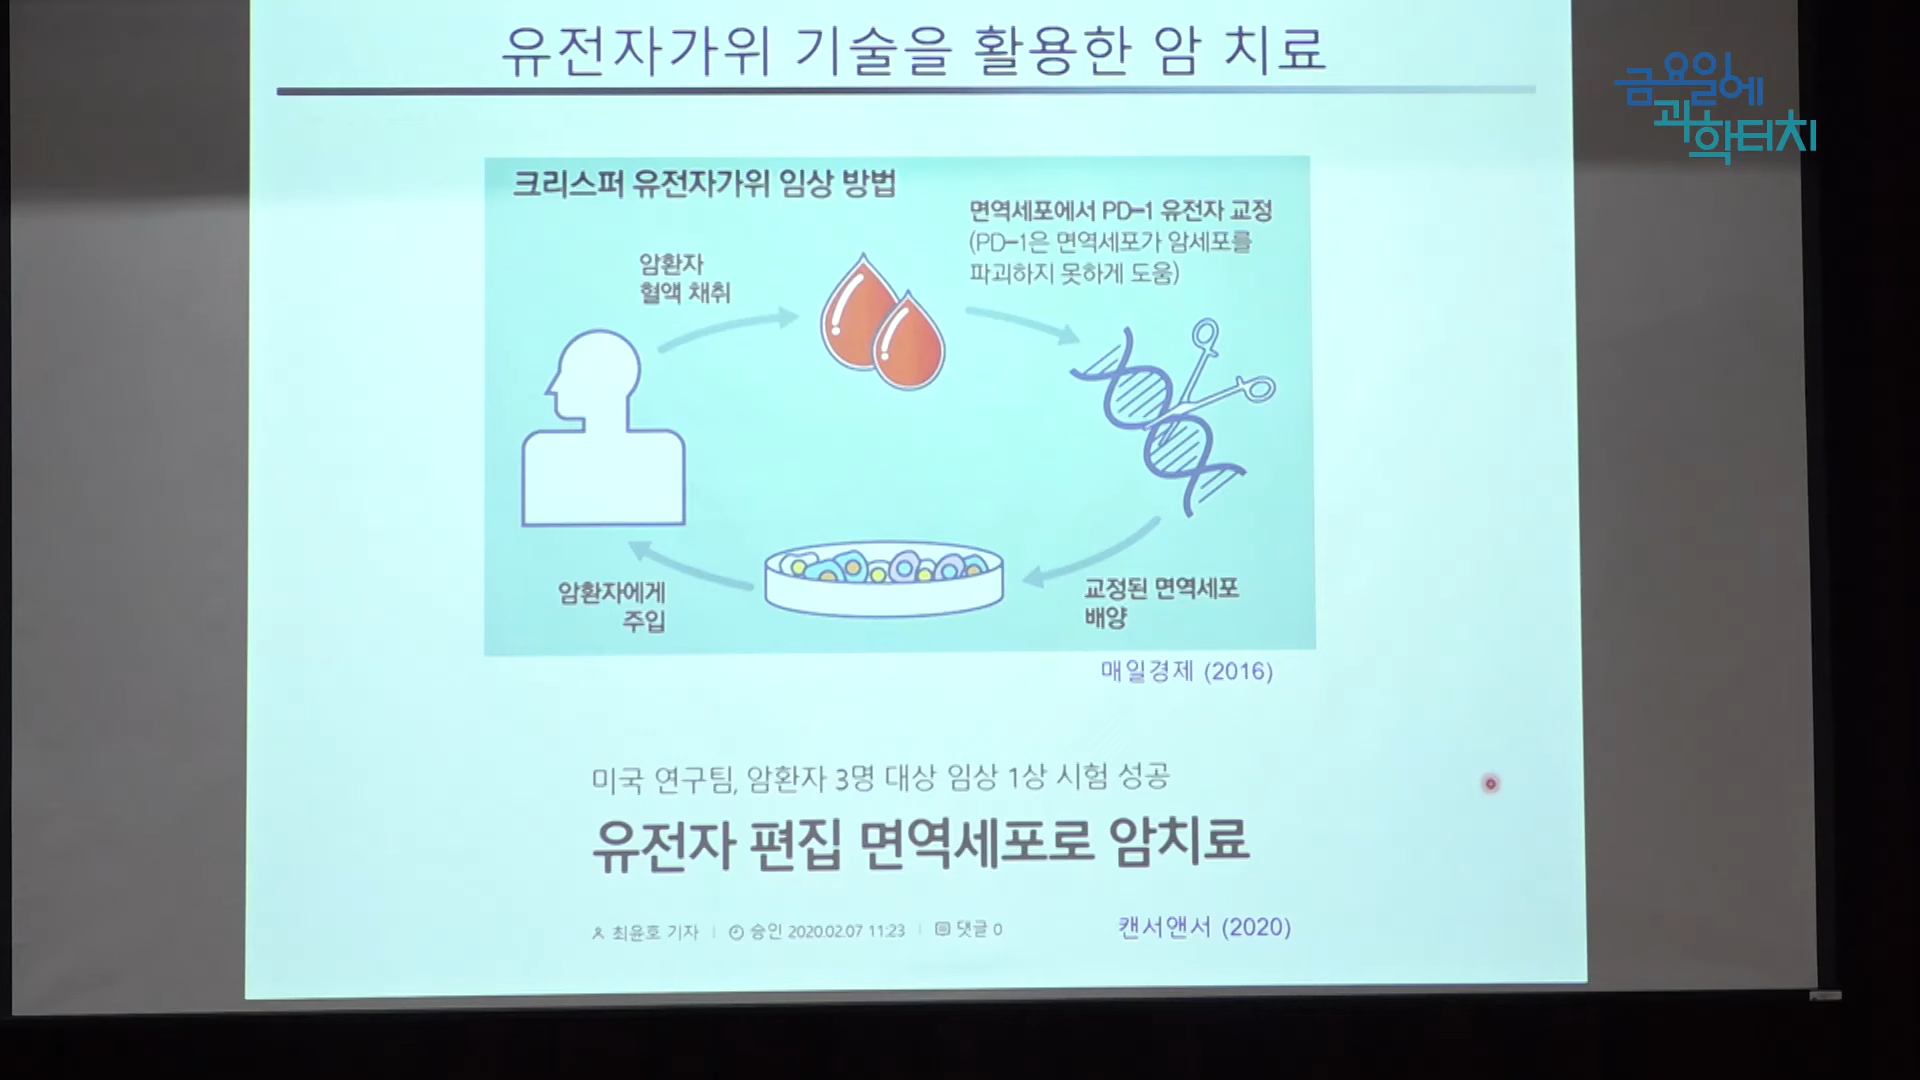 유전자가위 기술을 활용한 암 치료
금요일에
과학터치
크리스퍼 유전자가위 임상 방법
면역세포에서 PD-1 유전자 교정
(PD-1은 면역세포가 암세포를
파괴하지 못하게 도움)
암환자
혈액 채취
암환자에게
주입
교정된 면역세포
배양
매일경제 (2016)
미국 연구팀, 암환자 3명 대상 임상 1상 시험 성공
유전자 편집 면역세포로 암치료
최윤호 기자 | 승인 2020.02.07 11:23 | 댓글 0
캔서앤서 (2020)